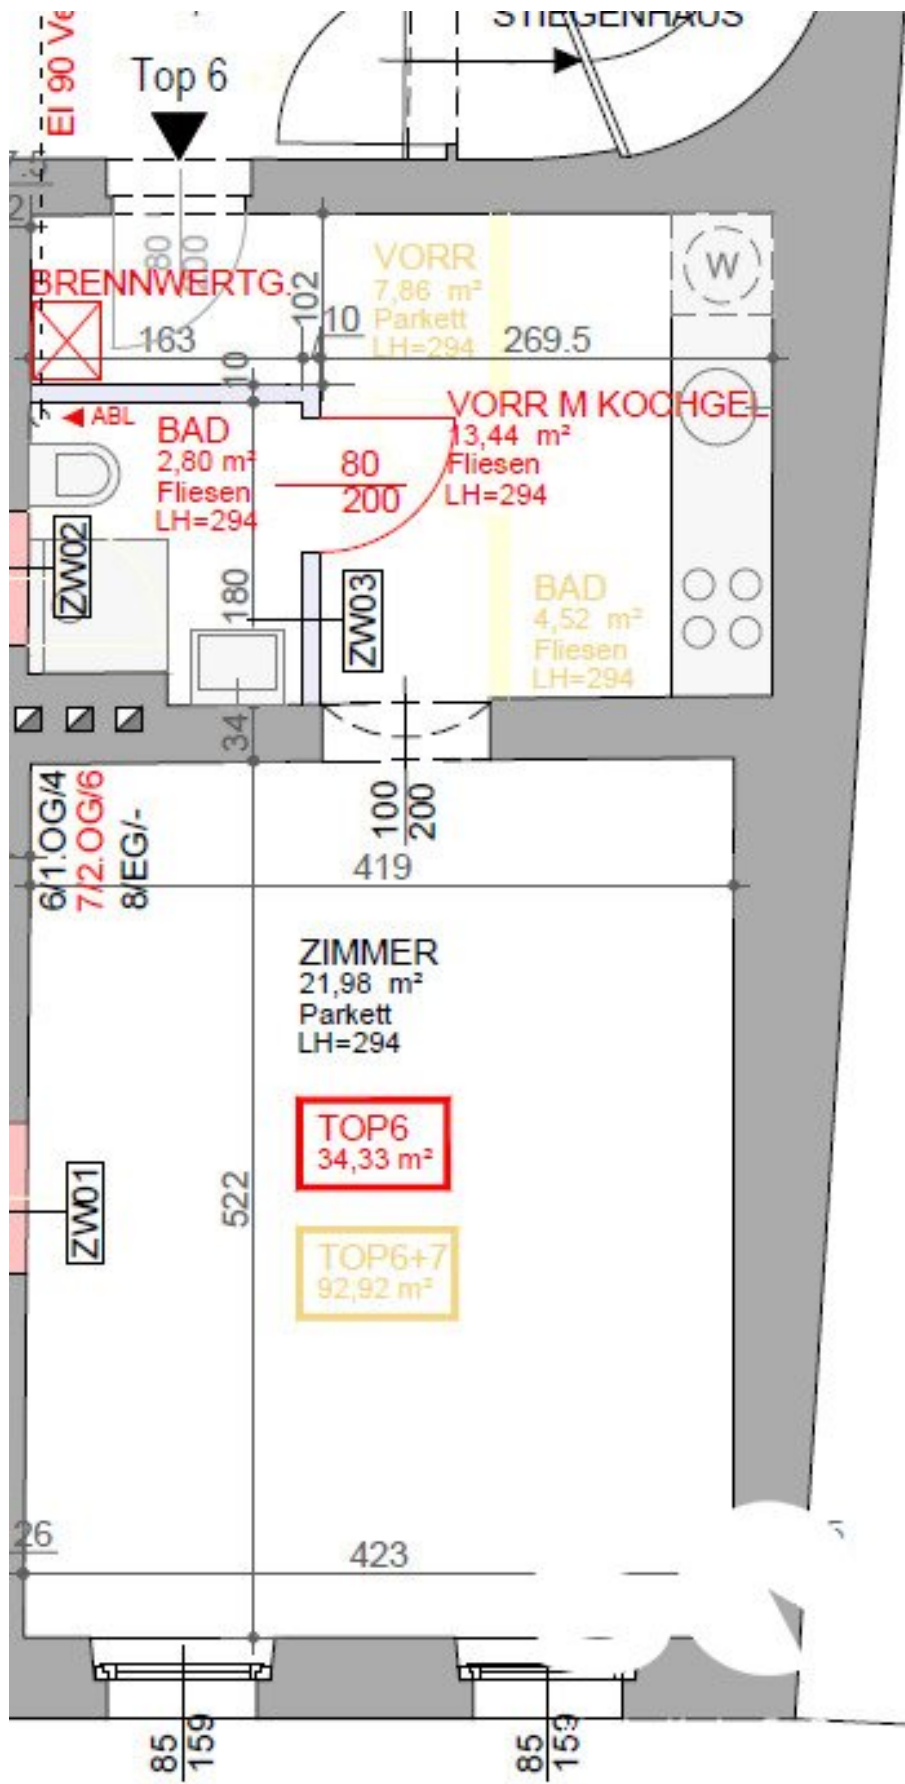 STIEGENHAUS
EI 90 Ve
Top 6
7.5
2
80
200
BRENNWERTG.
163
102
10
10
VORR
7,86 m²
Parkett
LH=294
269.5
W
ABL
BAD
2,80 m²
Fliesen
LH=294
80
200
VORR M KOCHGEL
13,44 m²
Fliesen
LH=294
ZW02
180
ZW03
BAD
4,52 m²
Fliesen
LH=294
34
100
200
6/1.OG/4
7/2.OG/6
8/EG/-
419
ZIMMER
21,98 m²
Parkett
LH=294
TOP6
34,33 m²
ZW01
522
TOP6+7
92,92 m²
26
423
85
159
85
159